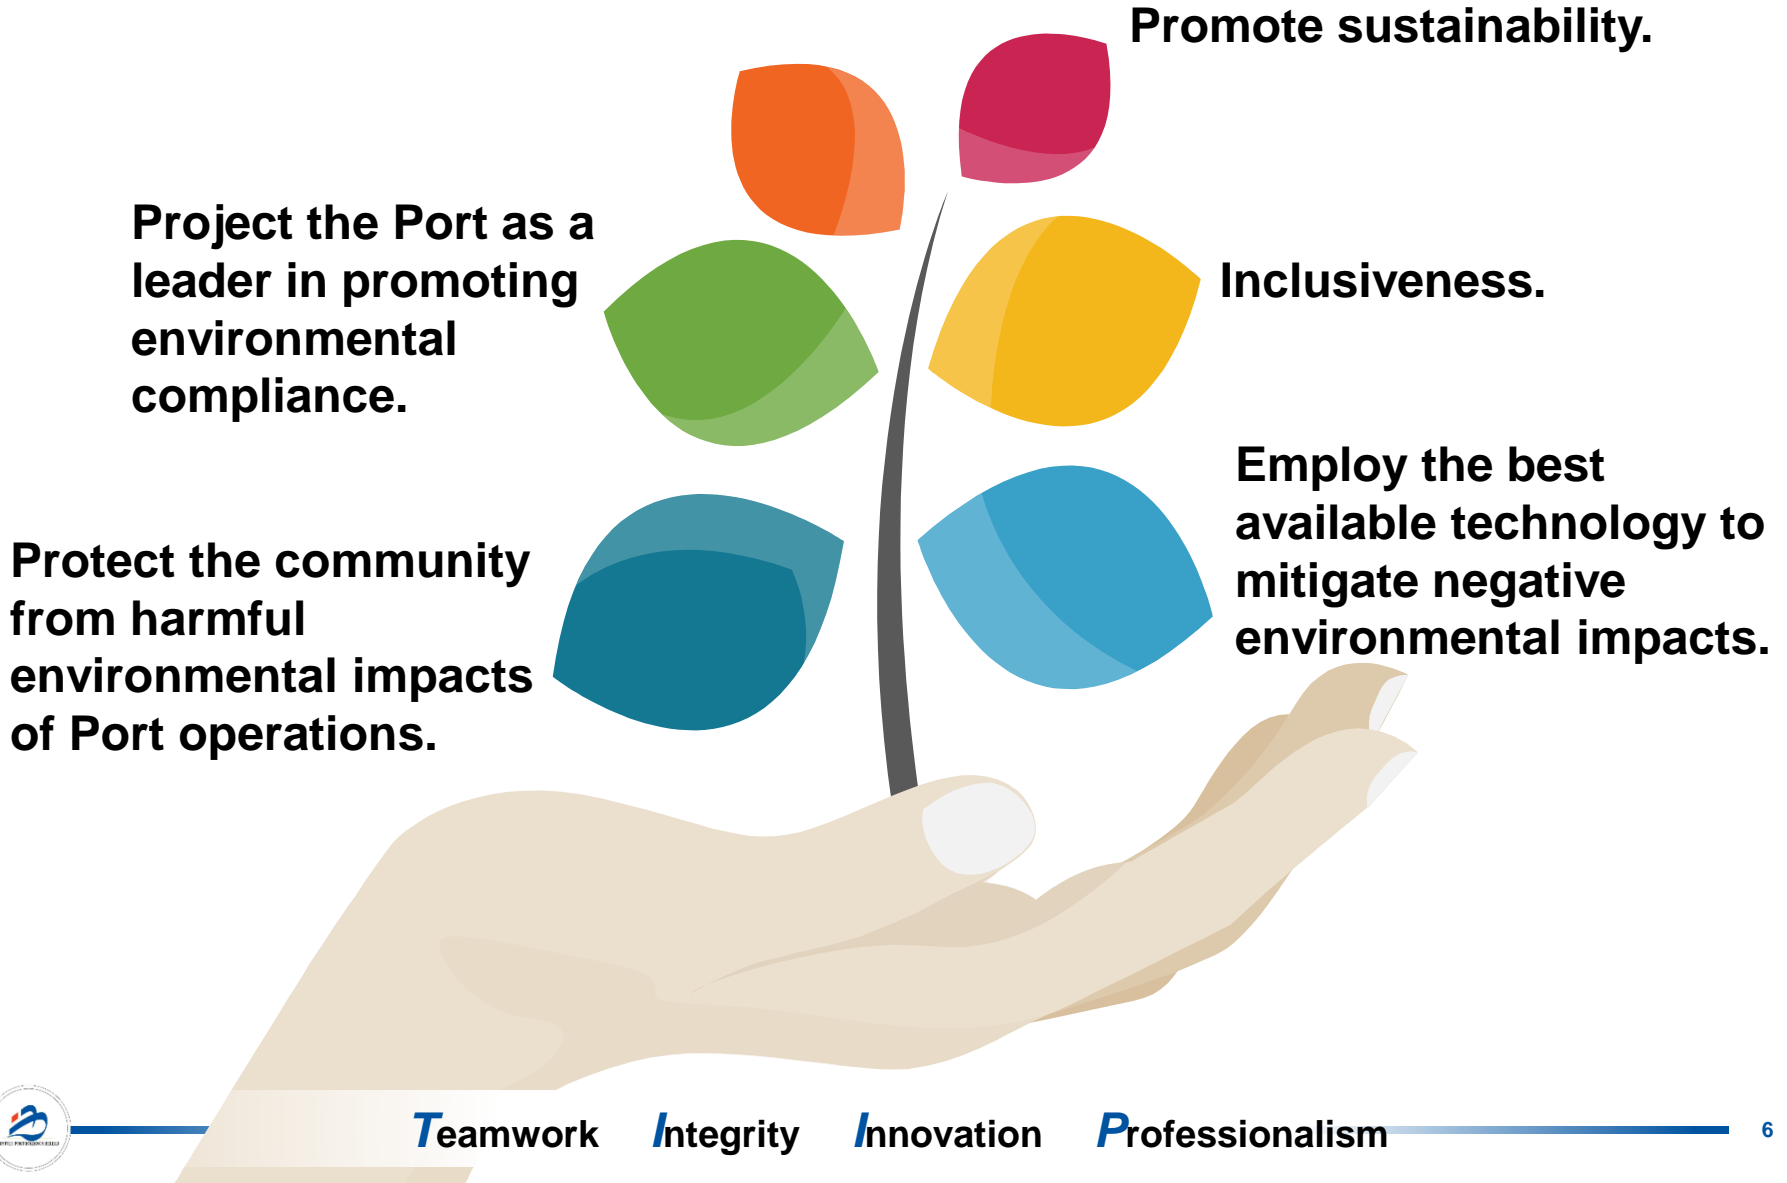 Promote sustainability.
Project the Port as a
leader in promoting
environmental
compliance.
Inclusiveness.
Employ the best
available technology to
mitigate negative
environmental impacts.
Protect the community
from harmful
environmental impacts
of Port operations.
Teamwork Integrity Innovation Professionalism
6